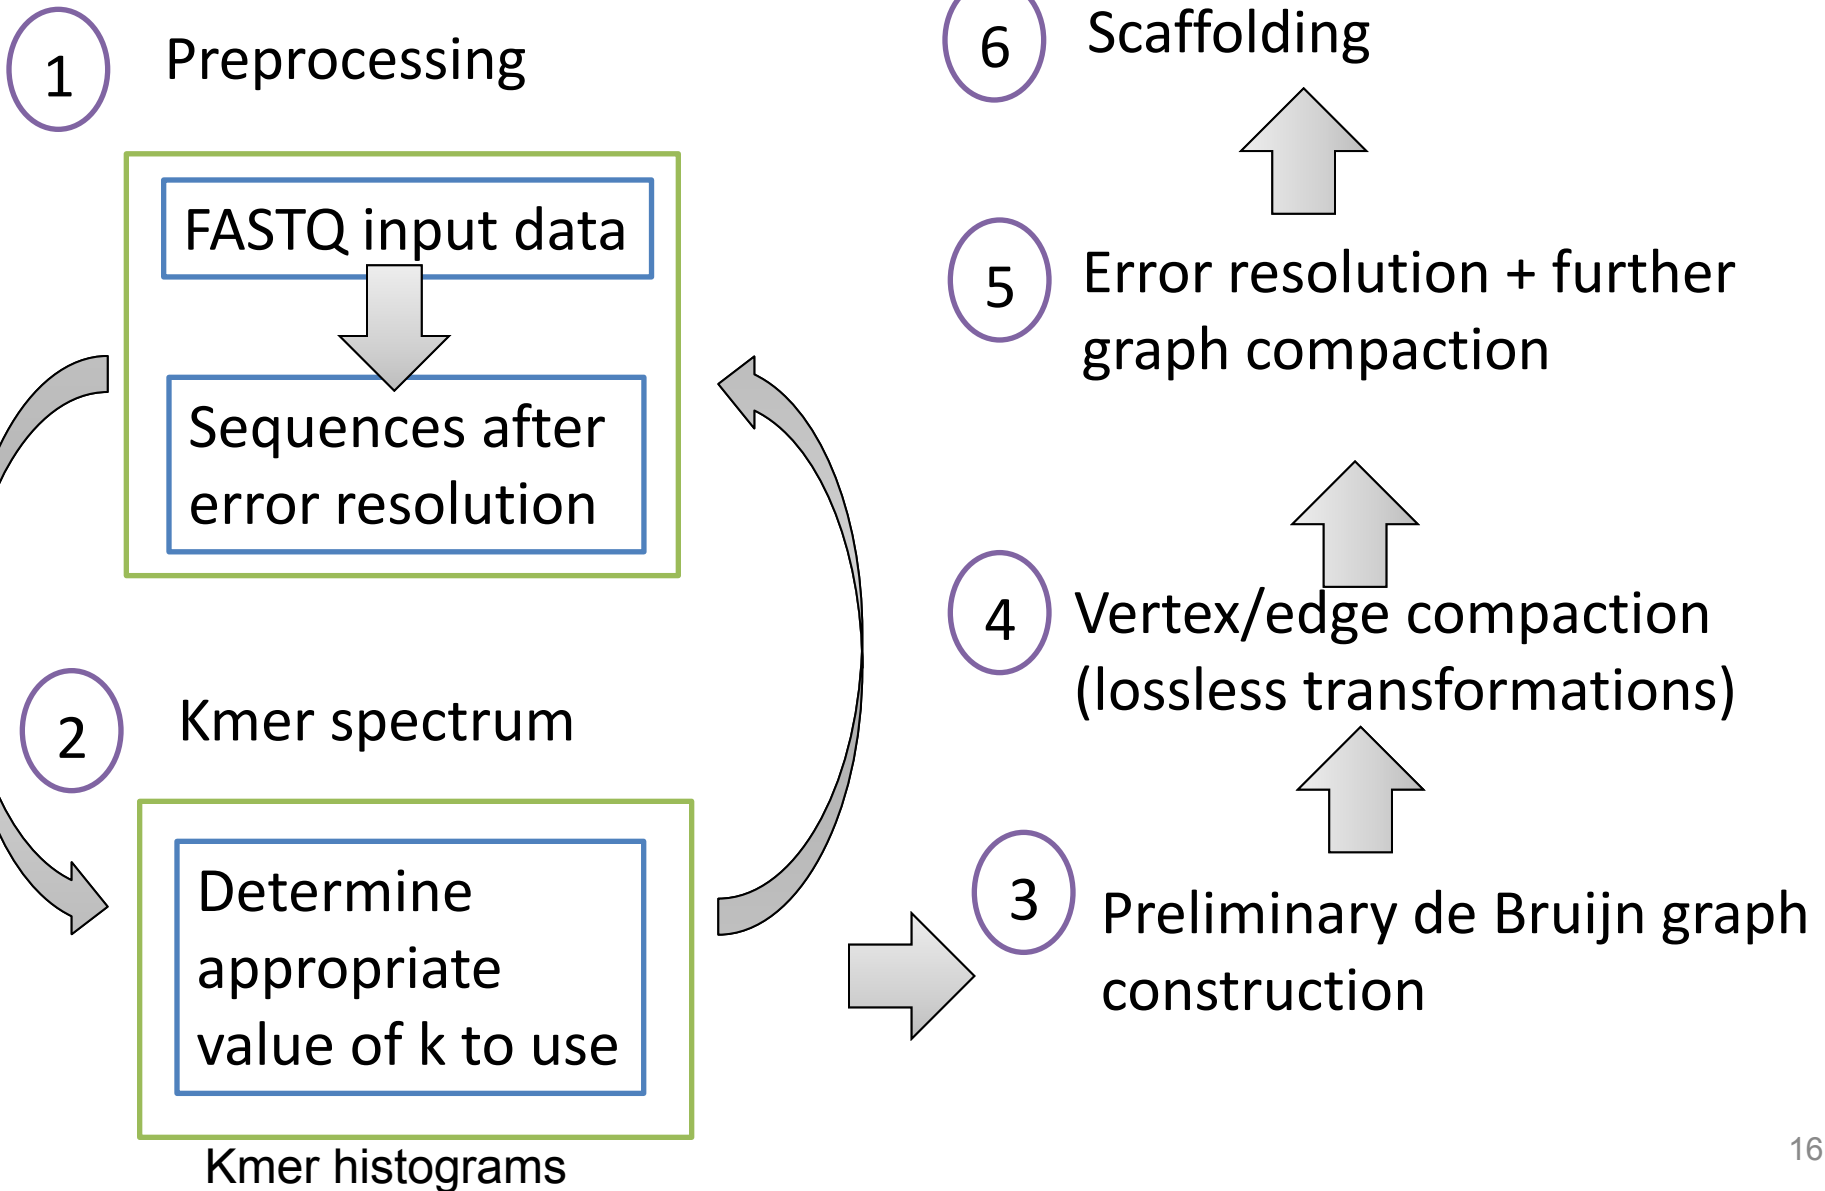 1
Preprocessing
FASTQ input data
Sequences after
error resolution
2
Kmer spectrum
Determine
appropriate
value of k to use
Kmer histograms
6
Scaffolding
5
Error resolution + further
graph compaction
4
Vertex/edge compaction
(lossless transformations)
3
Preliminary de Bruijn graph
construction
16